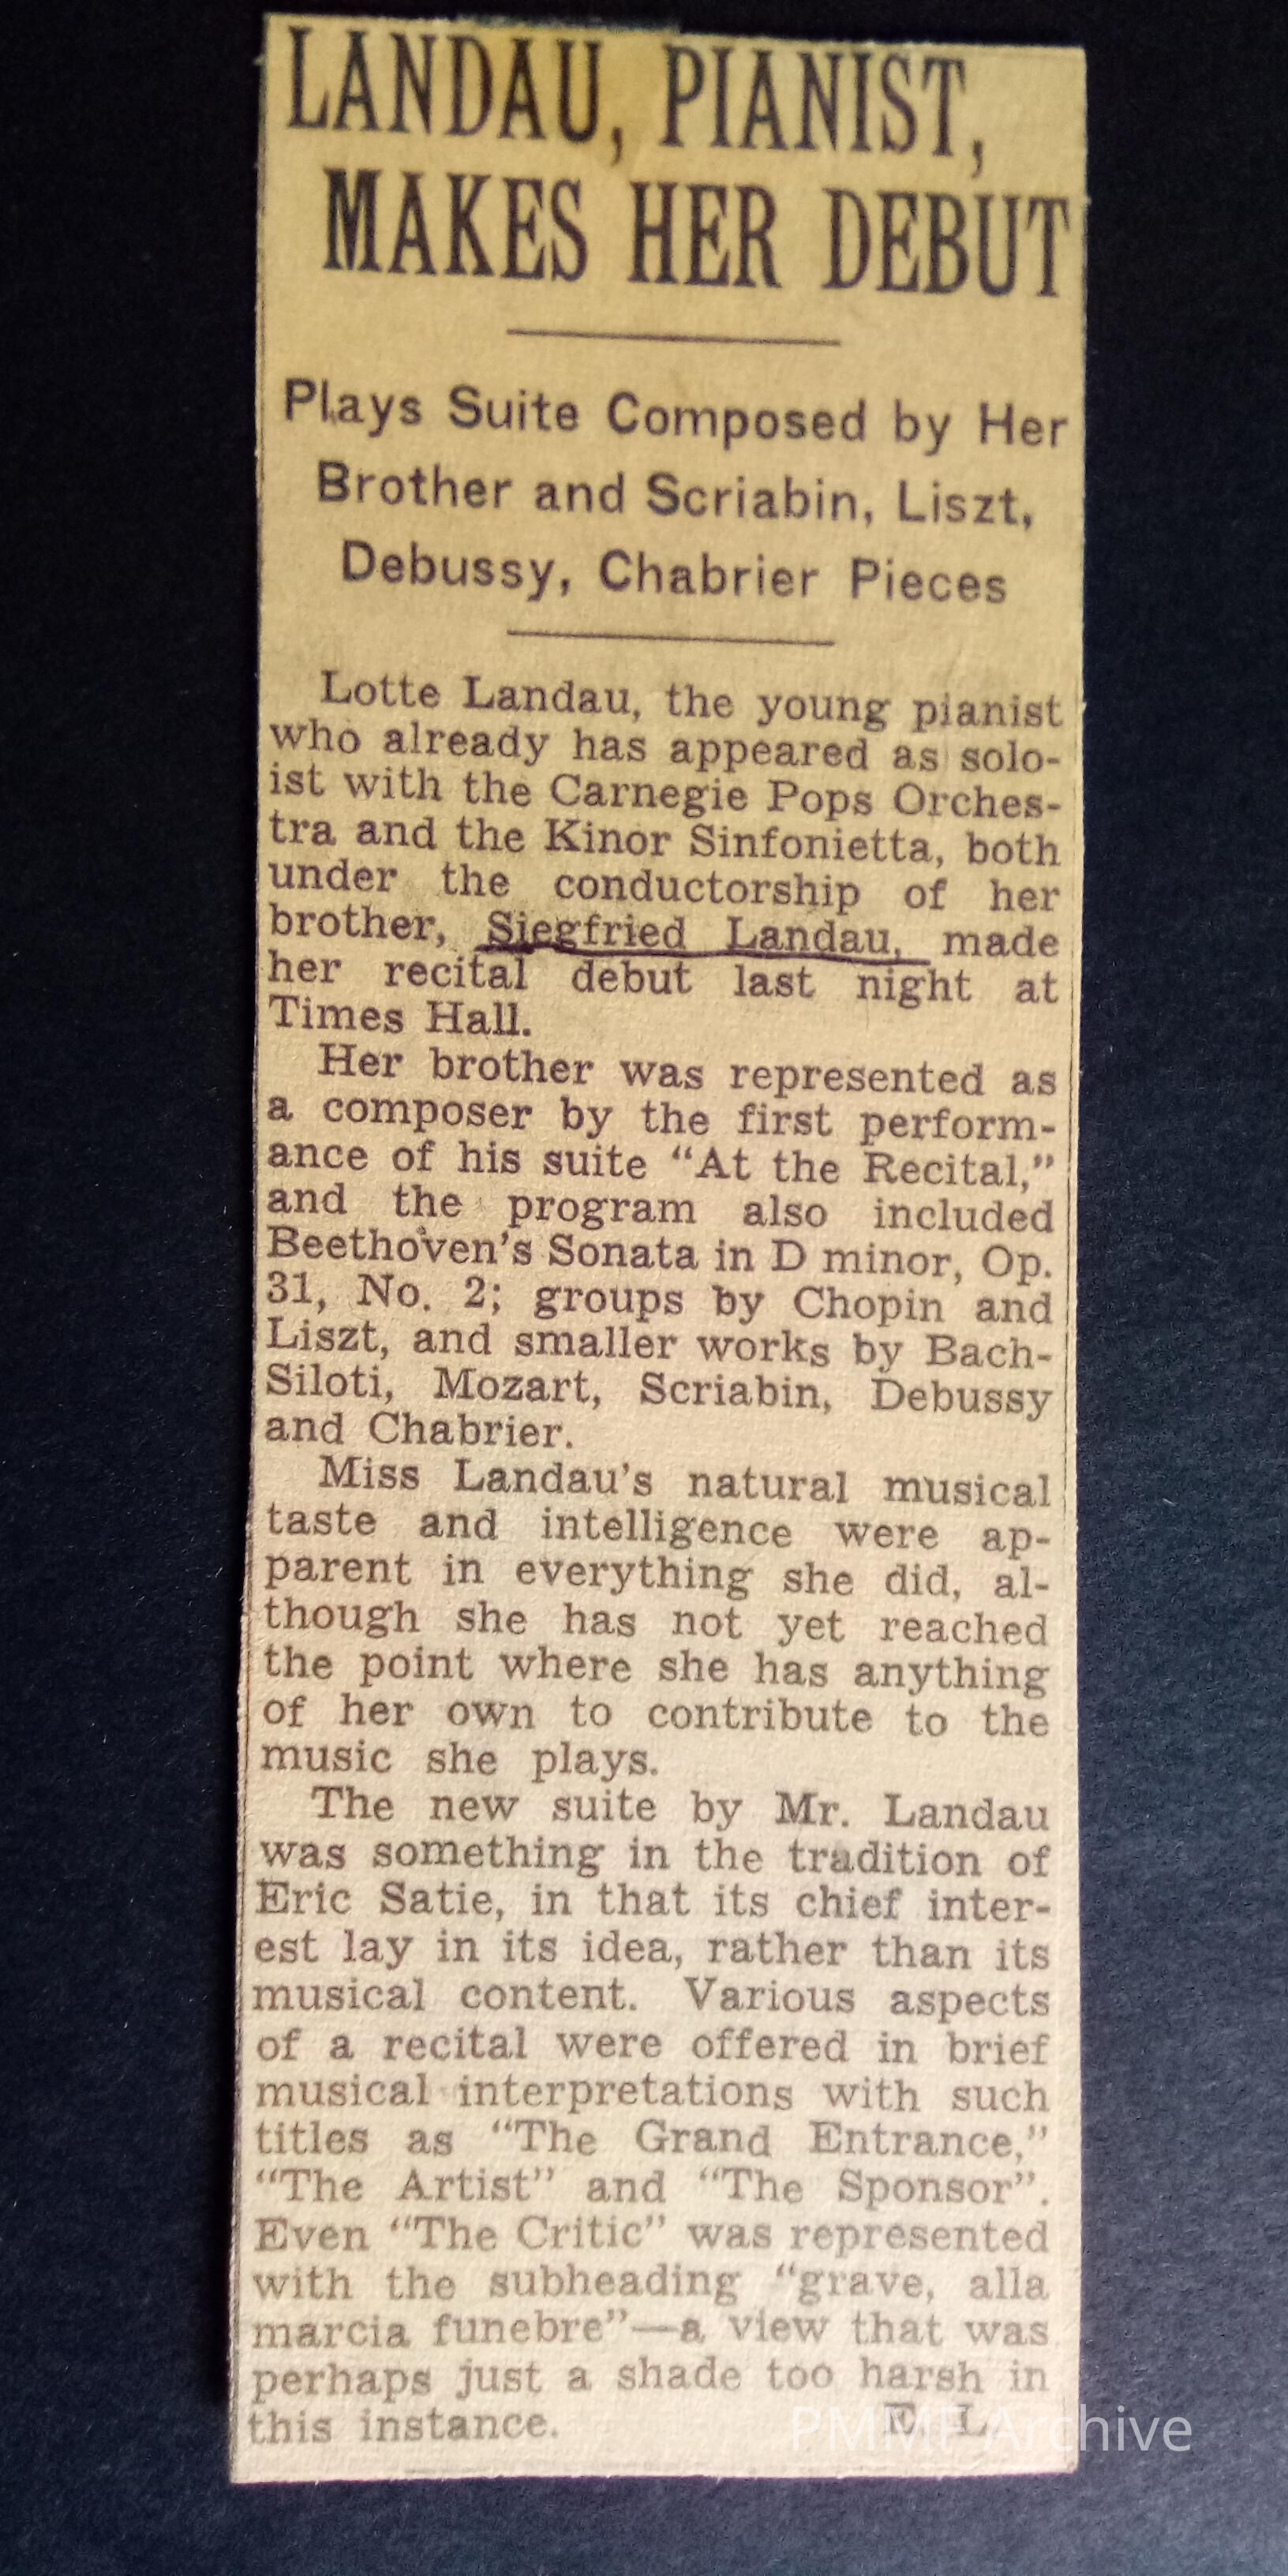 LANDAU, PIANIST,
MAKES HER DEBUT
Plays Suite Composed by Her
Brother and Scriabin, Liszt,
Debussy, Chabrier Pieces
Lotte Landau, the young pianist
who already has appeared as solo-
ist with the Carnegie Pops Orches-
tra and the Kinor Sinfonietta, both
under the conductorship of her
brother, Siegfried Landau, made
her recital debut last night at
Times Hall.
Her brother was represented as
a composer by the first perform-
ance of his suite “At the Recital,”
and the program also included
Beethoven's Sonata in D minor, Op.
31, No. 2; groups by Chopin and
Liszt, and smaller works by Bach-
Siloti, Mozart, Scriabin, Debussy
and Chabrier.
Miss Landau's natural musical
taste and intelligence were ap-
parent in everything she did, al-
though she has not yet reached
the point where she has anything
of her own to contribute to the
music she plays.
The new suite by Mr. Landau
was something in the tradition of
Eric Satie, in that its chief inter-
est lay in its idea, rather than its
musical content. Various aspects
of a recital were offered in brief
musical interpretations with such
titles as “The Grand Entrance,”
“The Artist” and “The Sponsor”.
Even “The Critic” was represented
with the subheading “grave, alla
marcia funebre”—a view that was
perhaps just a shade too harsh in
this instance. E. L.
PMMP Archive